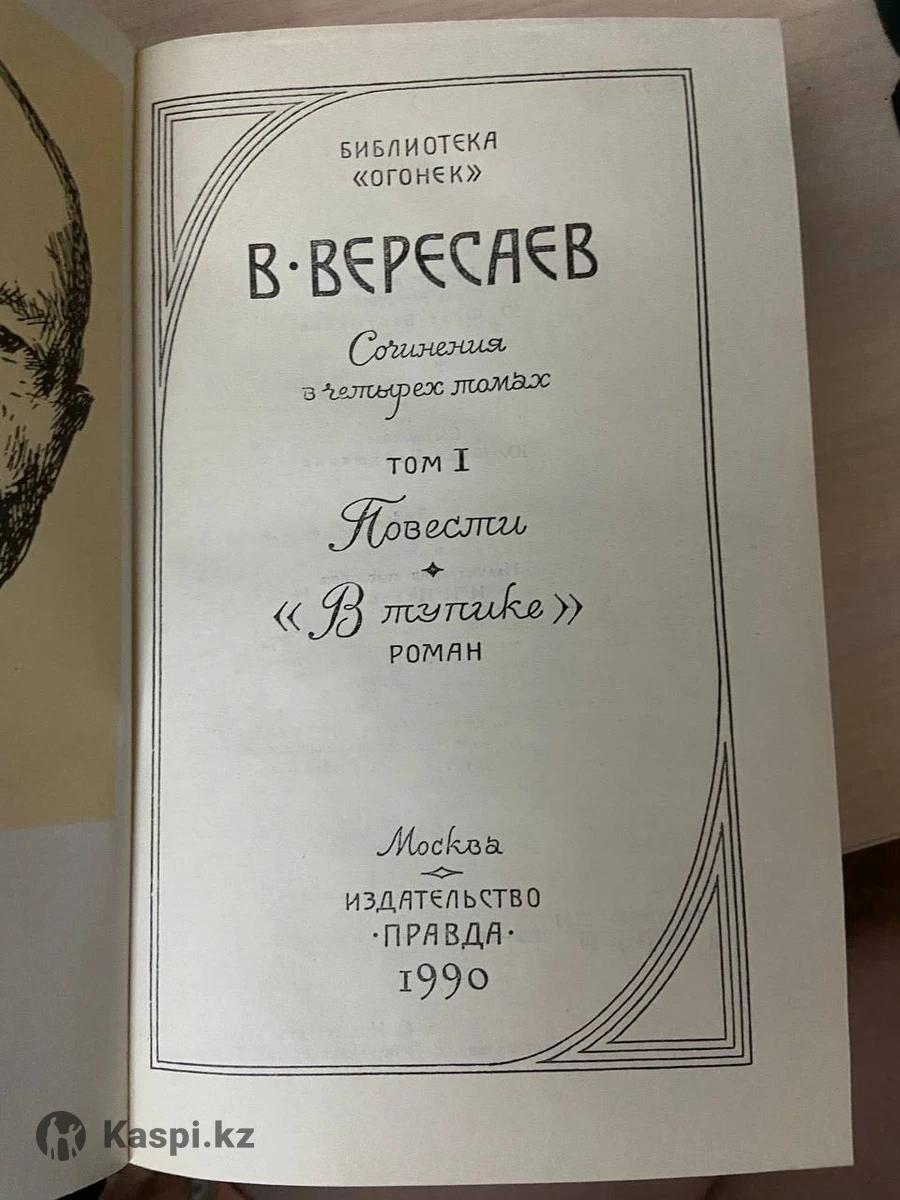 БИБЛИОТЕКА
«ОГОНЕК»
В·ВЕРЕСАЕВ
Сочинения
в четырех томах
ТОМ I
Повести
«В тупике»
РОМАН
Москва
ИЗДАТЕЛЬСТВО
·ПРАВДА·
1990
Kaspi.kz